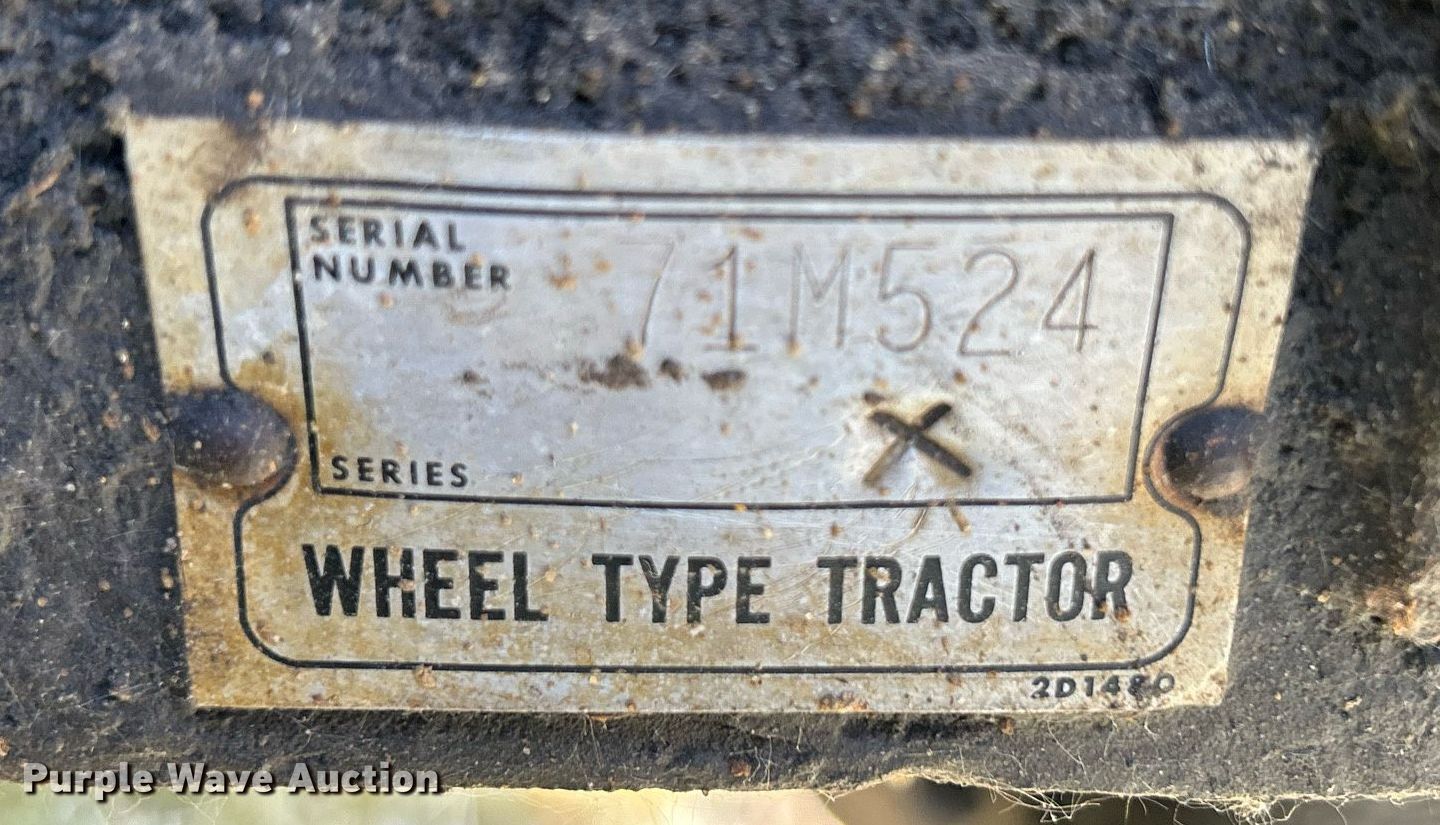 SERIAL
NUMBER
71M524
SERIES
X
WHEEL TYPE TRACTOR
2D1480
Purple Wave Auction